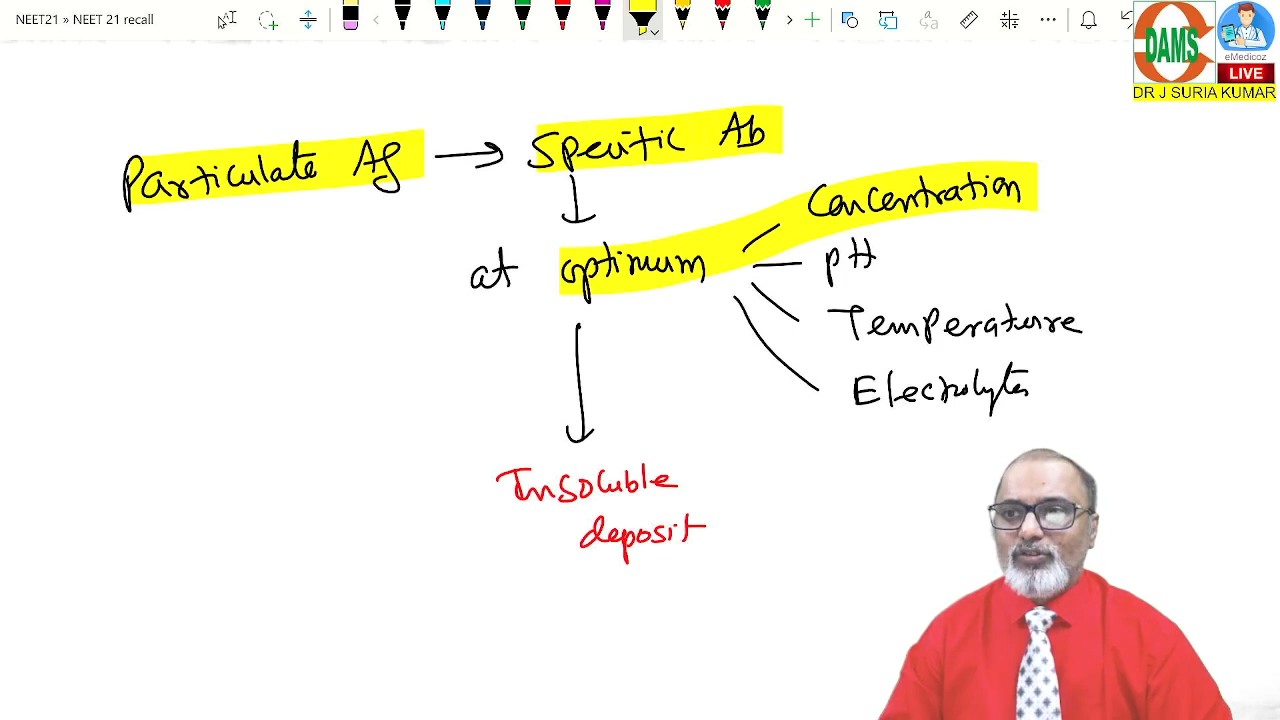 NEET21 » NEET 21 recall
DAMS
eMedicoz
LIVE
DR J SURIA KUMAR
Particulate Ag → Specific Ab
Concentration
at optimum
pH
Temperature
Electrolytes
Insoluble
deposit